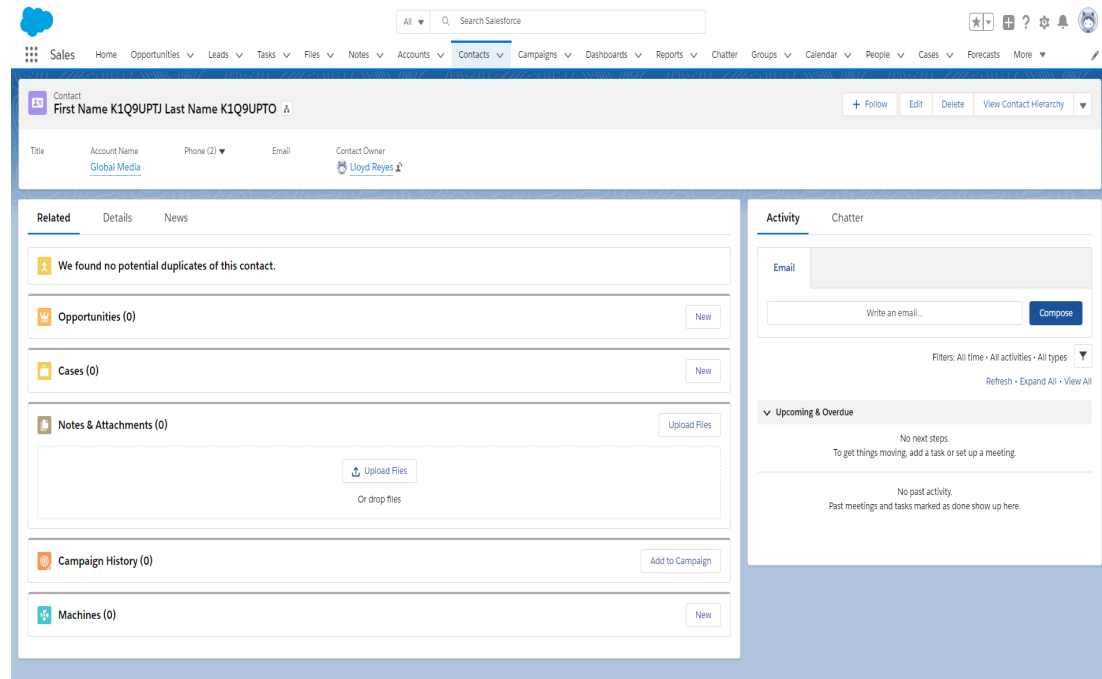 All
Search Salesforce
Sales Home Opportunities Leads Tasks Files Notes Accounts Contacts Campaigns Dashboards Reports Chatter Groups Calendar People Cases Forecasts More
Contact
First Name K1Q9UPTJ Last Name K1Q9UPTO
+ Follow Edit Delete View Contact Hierarchy
Title Account Name Phone (2) Email Contact Owner
Global Media Lloyd Reyes
Related Details News
We found no potential duplicates of this contact.
Opportunities (0) New
Cases (0) New
Notes & Attachments (0) Upload Files
Upload Files
Or drop files
Campaign History (0) Add to Campaign
Machines (0) New
Activity Chatter
Email
Write an email... Compose
Filters: All time • All activities • All types
Refresh • Expand All • View All
Upcoming & Overdue
No next steps.
To get things moving, add a task or set up a meeting.
No past activity.
Past meetings and tasks marked as done show up here.